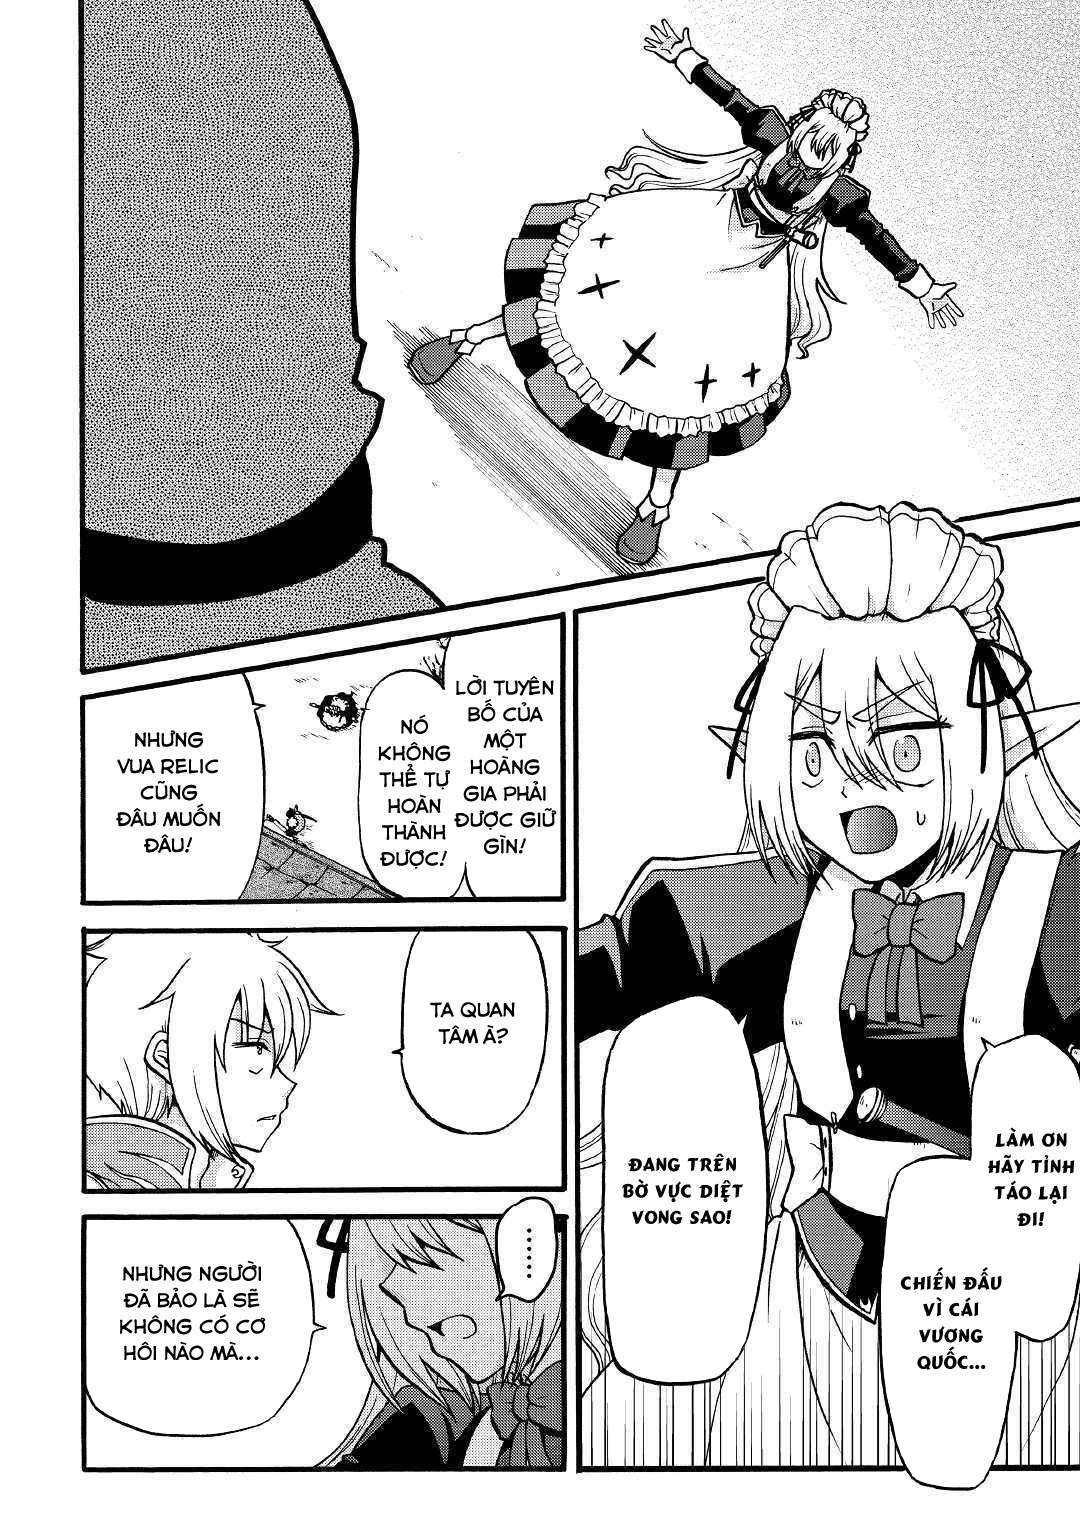 LÀM ƠN
HÃY TỈNH
TÁO LẠI
ĐI!
CHIẾN ĐẤU
VÌ CÁI
VƯƠNG
QUỐC...
ĐANG TRÊN
BỜ VỰC DIỆT
VONG SAO!
LỜI TUYÊN
BỐ CỦA
MỘT
HOÀNG
GIA PHẢI
ĐƯỢC GIỮ
GÌN!
NÓ
KHÔNG
THỂ TỰ
HOÀN
THÀNH
ĐƯỢC!
NHƯNG
VUA RELIC
CŨNG
ĐÂU MUỐN
ĐÂU!
TA QUAN
TÂM À?
......
NHƯNG NGƯỜI
ĐÃ BẢO LÀ SẼ
KHÔNG CÓ CƠ
HÔI NÀO MÀ...